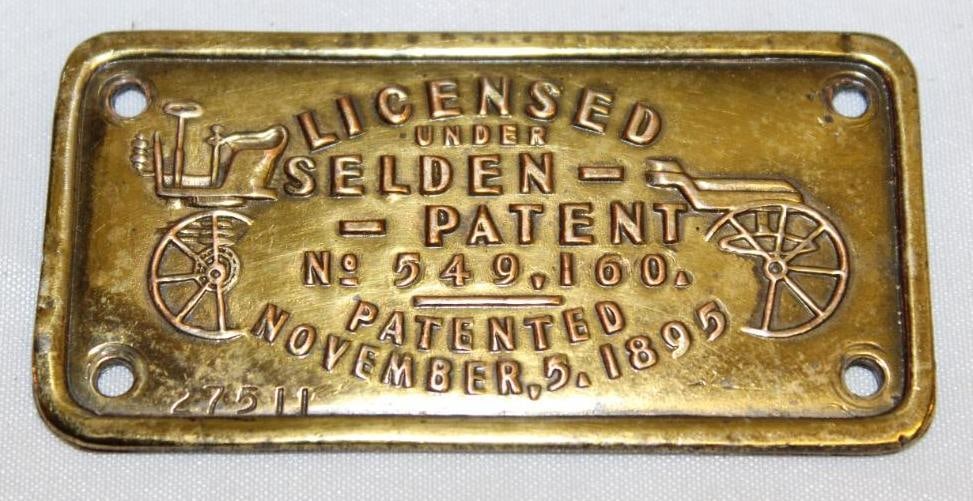 LICENSED
UNDER
SELDEN —
— PATENT
No 549,160.
PATENTED
NOVEMBER,5.1895
27511